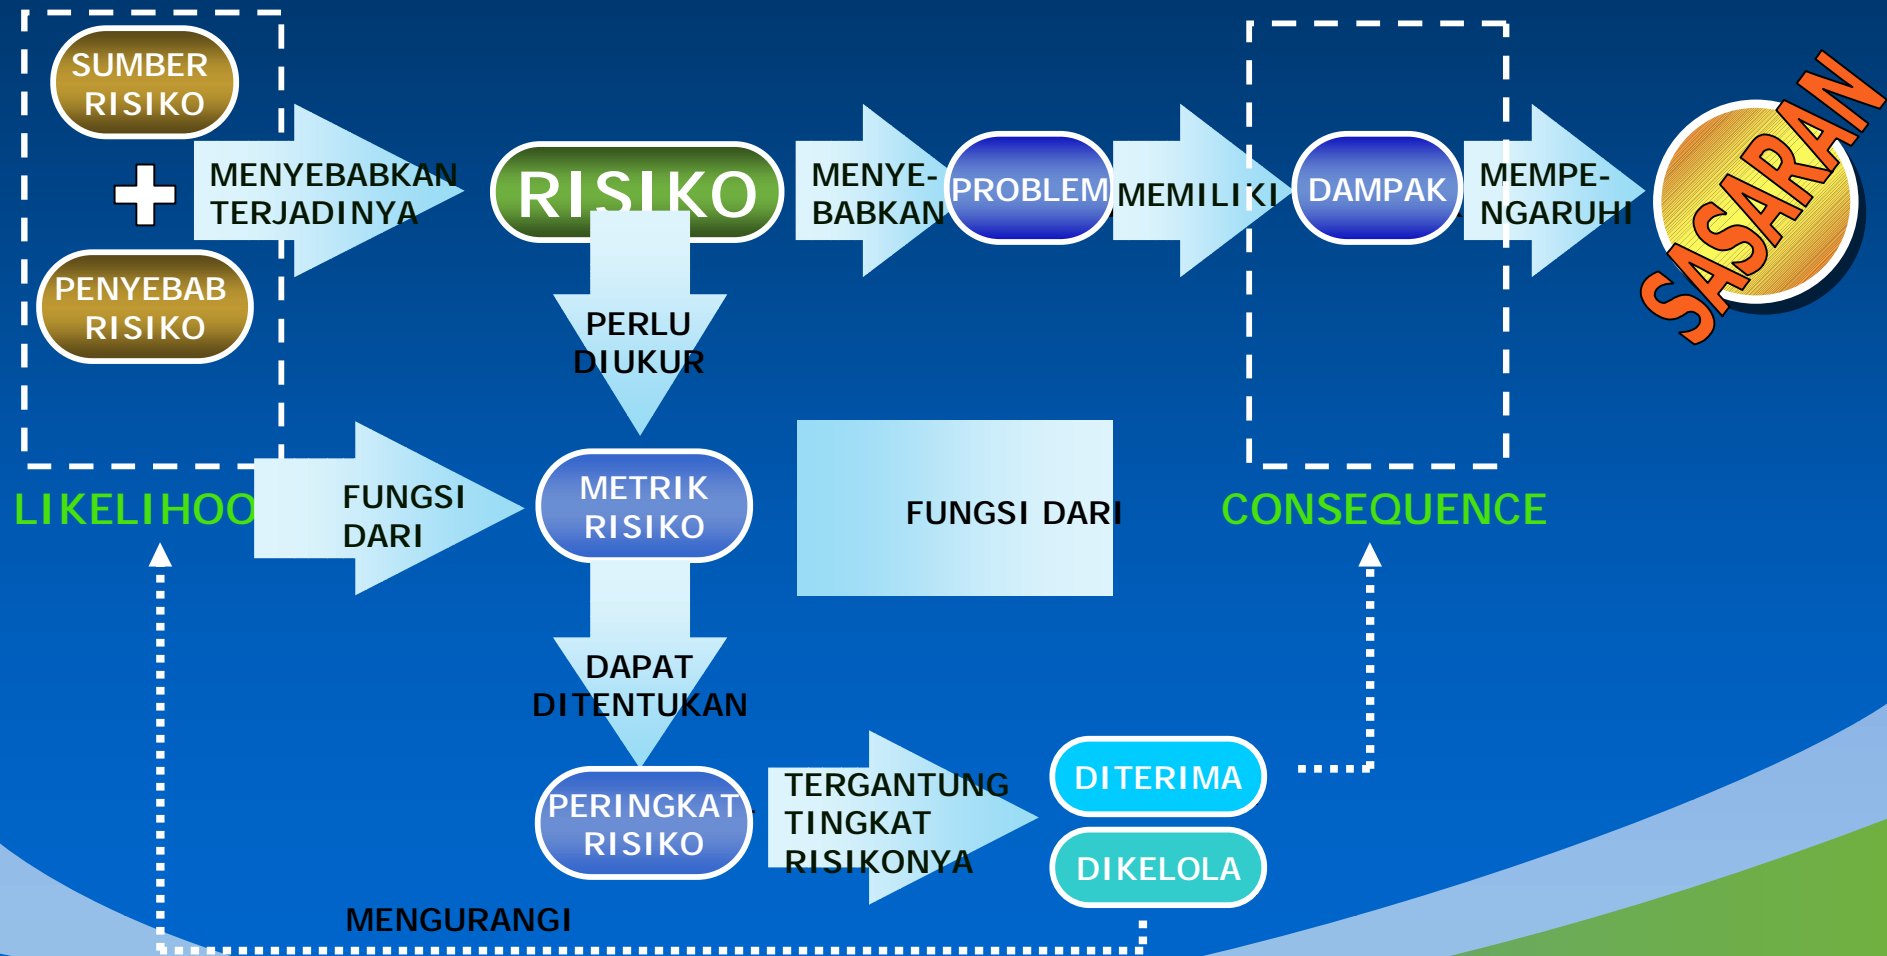 SUMBER
RISIKO
PENYEBAB
RISIKO
MENYEBABKAN
TERJADINYA
RISIKO
MENYE-
BABKAN
PROBLEM
MEMILIKI
DAMPAK
MEMPE-
NGARUHI
SASARAN
PERLU
DIUKUR
LIKELIHOO
FUNGSI
DARI
METRIK
RISIKO
FUNGSI DARI
CONSEQUENCE
DAPAT
DITENTUKAN
PERINGKAT
RISIKO
TERGANTUNG
TINGKAT
RISIKONYA
DITERIMA
DIKELOLA
MENGURANGI